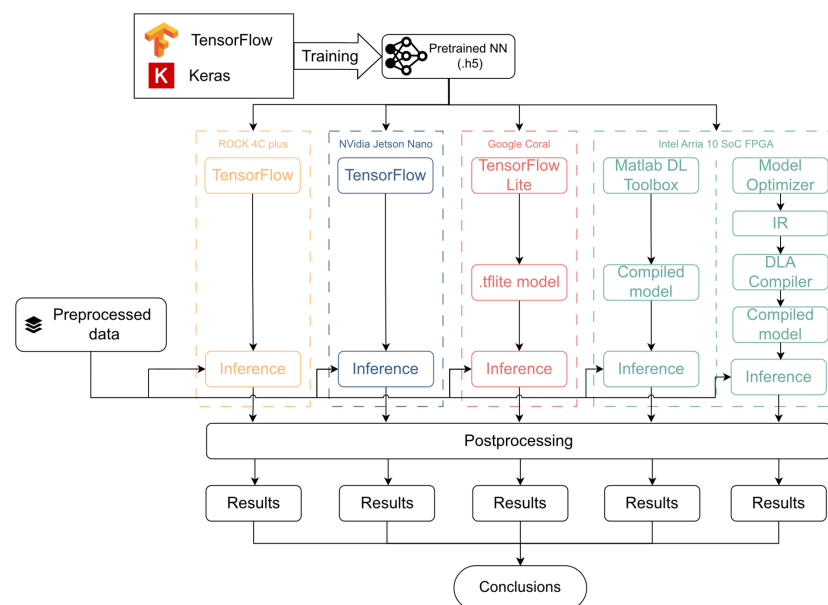 TensorFlow
Keras
K
Training
Pretrained NN
(.h5)
ROCK 4C plus
NVidia Jetson Nano
Google Coral
Intel Arria 10 SoC FPGA
TensorFlow
TensorFlow
TensorFlow
Lite
Matlab DL
Toolbox
Model
Optimizer
IR
.tflite model
Compiled
model
DLA
Compiler
Compiled
model
Preprocessed
data
Inference
Inference
Inference
Inference
Inference
Postprocessing
Results
Results
Results
Results
Results
Conclusions